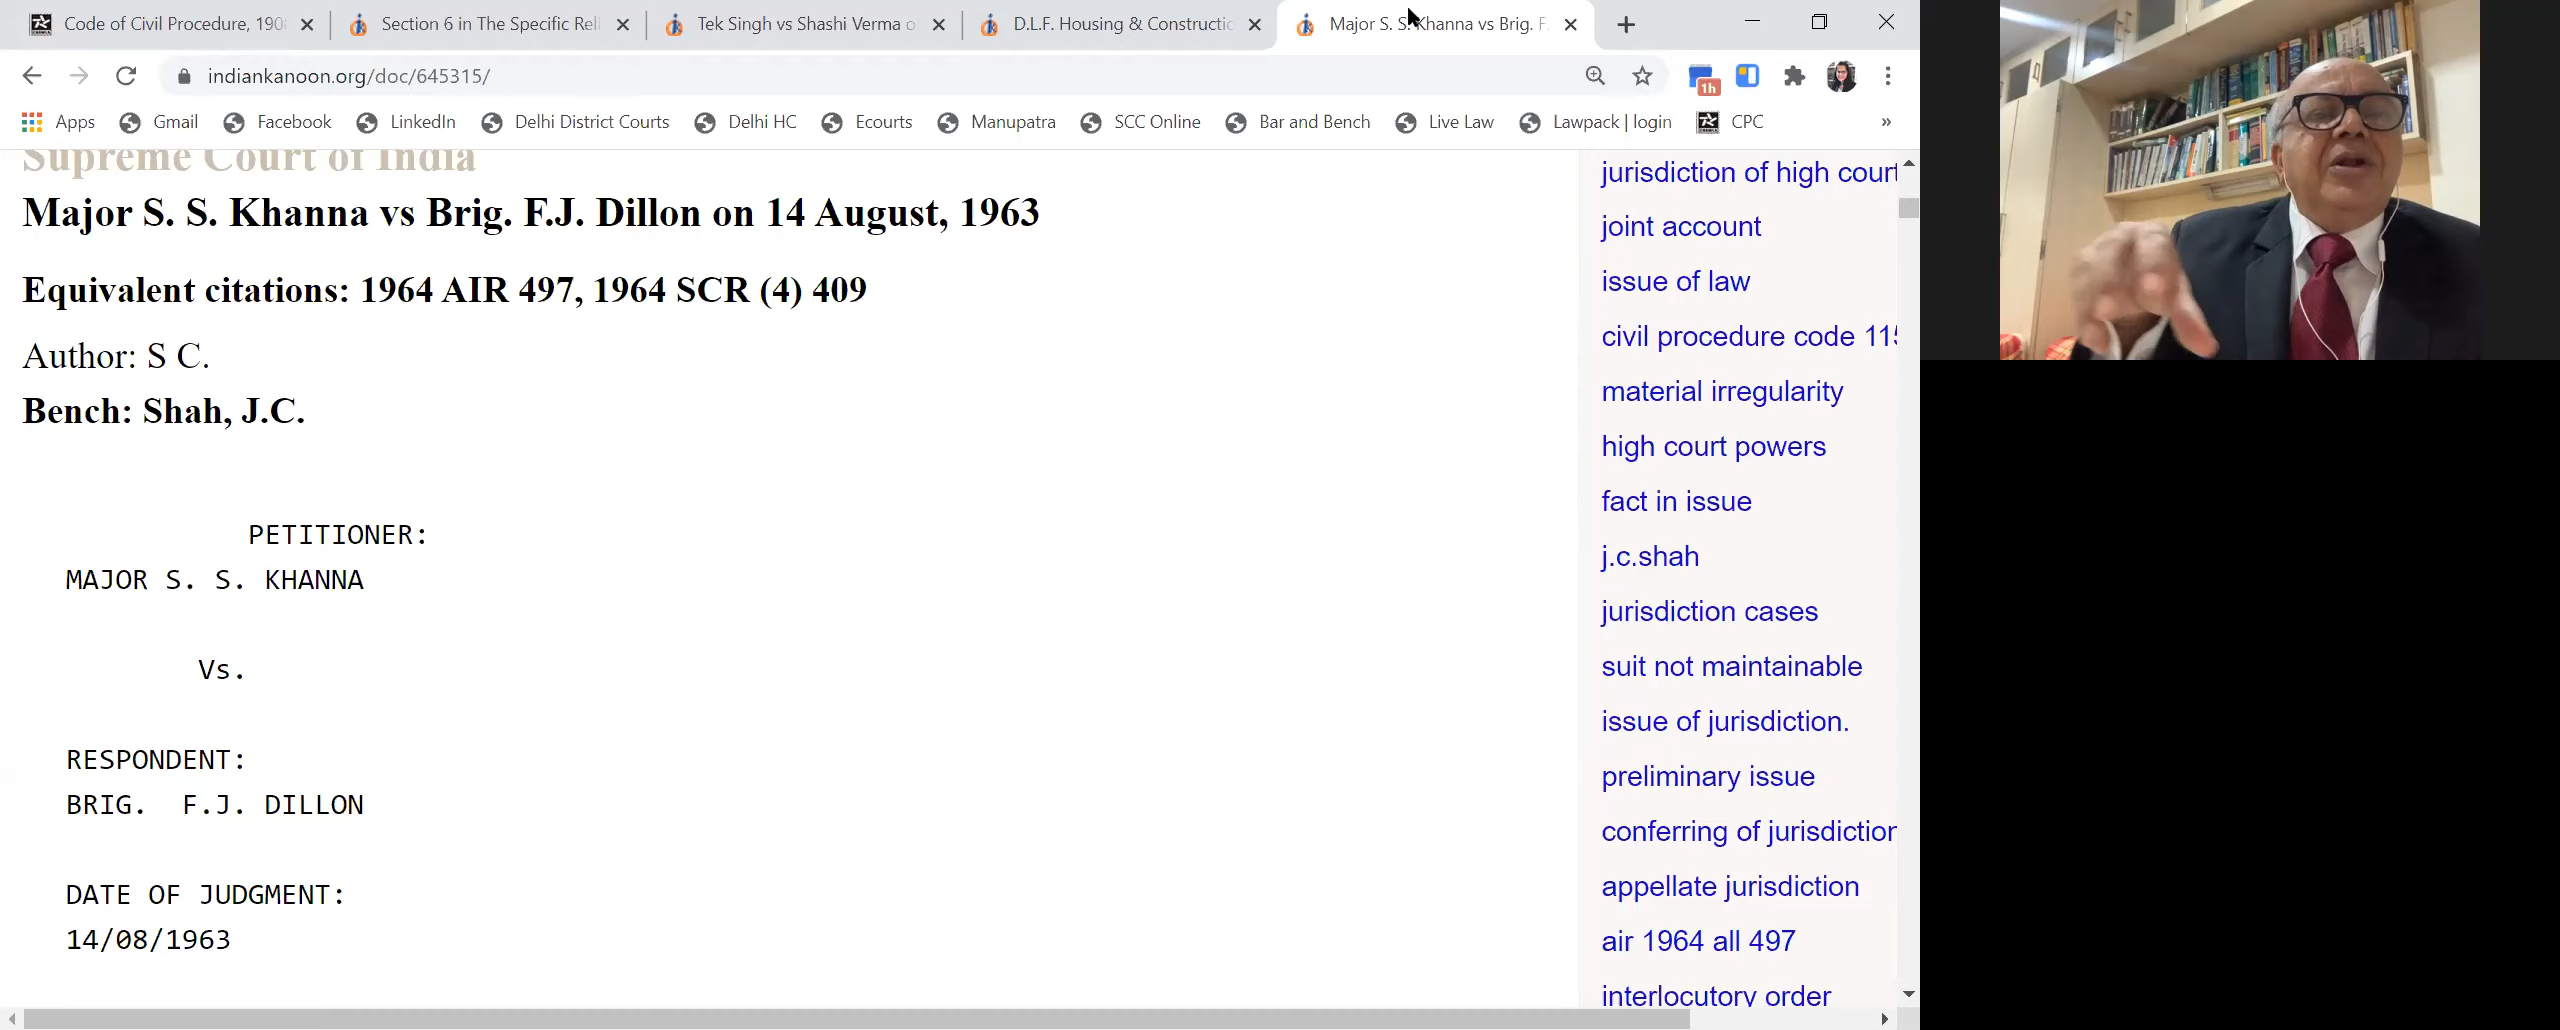 Code of Civil Procedure, 190
Section 6 in The Specific Reli
Tek Singh vs Shashi Verma o
D.L.F. Housing & Constructio
Major S. S. Khanna vs Brig. F.
indiankanoon.org/doc/645315/
1h
Apps
Gmail
Facebook
LinkedIn
Delhi District Courts
Delhi HC
Ecourts
Manupatra
SCC Online
Bar and Bench
Live Law
Lawpack | login
CPC
»
Supreme Court of India
Major S. S. Khanna vs Brig. F.J. Dillon on 14 August, 1963
Equivalent citations: 1964 AIR 497, 1964 SCR (4) 409
Author: S C.
Bench: Shah, J.C.
PETITIONER:
MAJOR S. S. KHANNA
Vs.
RESPONDENT:
BRIG. F.J. DILLON
DATE OF JUDGMENT:
14/08/1963
jurisdiction of high court
joint account
issue of law
civil procedure code 115
material irregularity
high court powers
fact in issue
j.c.shah
jurisdiction cases
suit not maintainable
issue of jurisdiction.
preliminary issue
conferring of jurisdiction
appellate jurisdiction
air 1964 all 497
interlocutory order